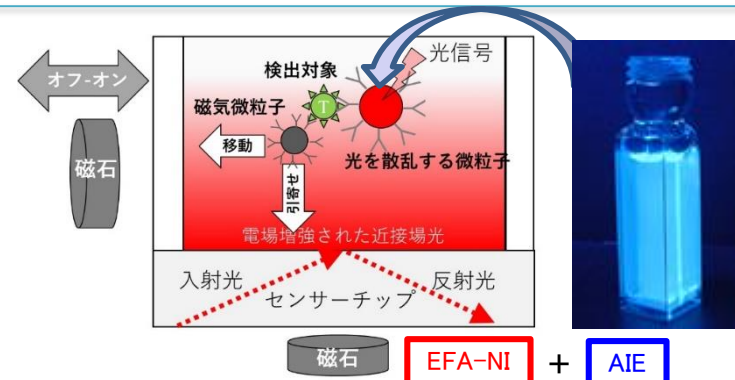 オフ-オン
磁石
検出対象
光信号
T
磁気微粒子
移動
光を散乱する微粒子
引寄せ
電場増強された近接場光
入射光
反射光
センサーチップ
磁石
EFA-NI + AIE